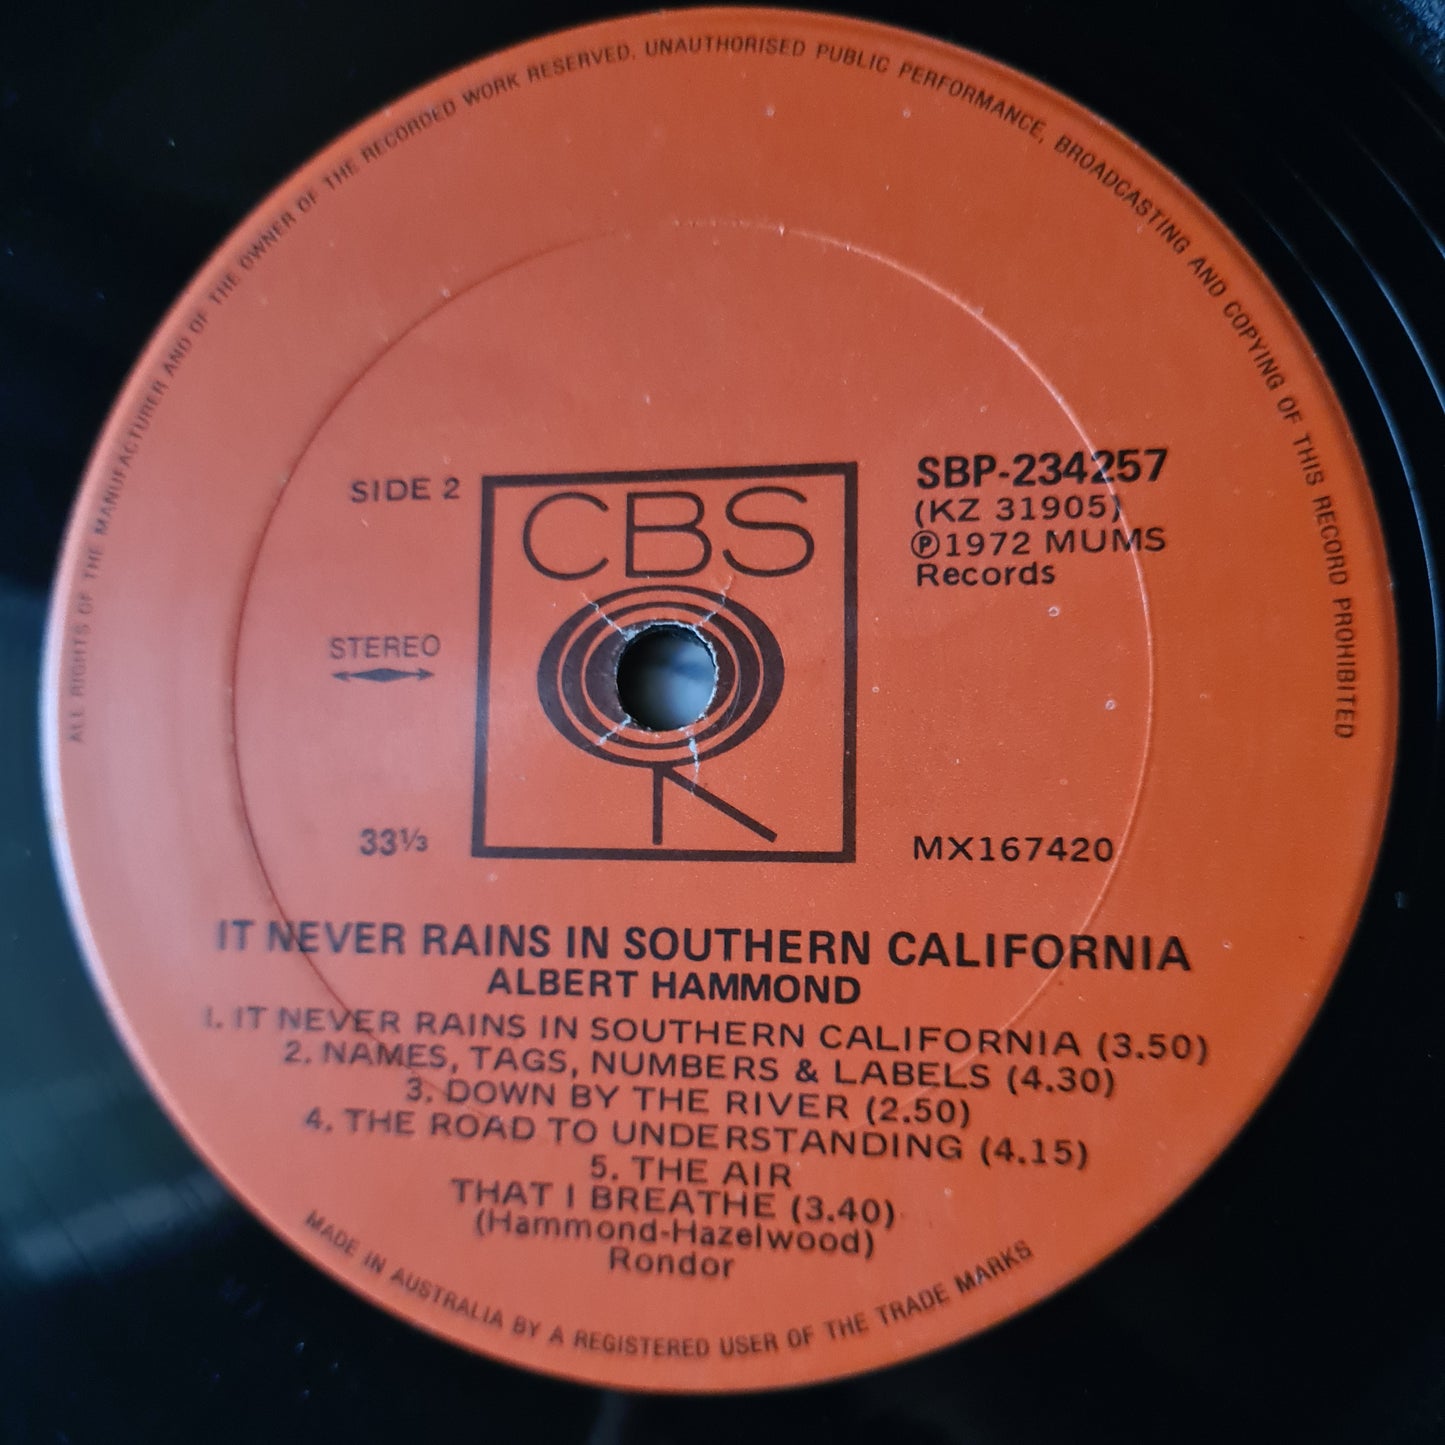 ALL RIGHTS OF THE MANUFACTURER AND OF THE OWNER OF THE RECORDED WORK RESERVED. UNAUTHORISED PUBLIC PERFORMANCE, BROADCASTING AND COPYING OF THIS RECORD PROHIBITED
SIDE 2
CBS
SBP-234257
(KZ 31905)
Ⓟ1972 MUMS
Records
STEREO
33⅓
MX167420
IT NEVER RAINS IN SOUTHERN CALIFORNIA
ALBERT HAMMOND
1. IT NEVER RAINS IN SOUTHERN CALIFORNIA (3.50)
2. NAMES, TAGS, NUMBERS & LABELS (4.30)
3. DOWN BY THE RIVER (2.50)
4. THE ROAD TO UNDERSTANDING (4.15)
5. THE AIR
THAT I BREATHE (3.40)
(Hammond-Hazelwood)
Rondor
MADE IN AUSTRALIA BY A REGISTERED USER OF THE TRADE MARKS